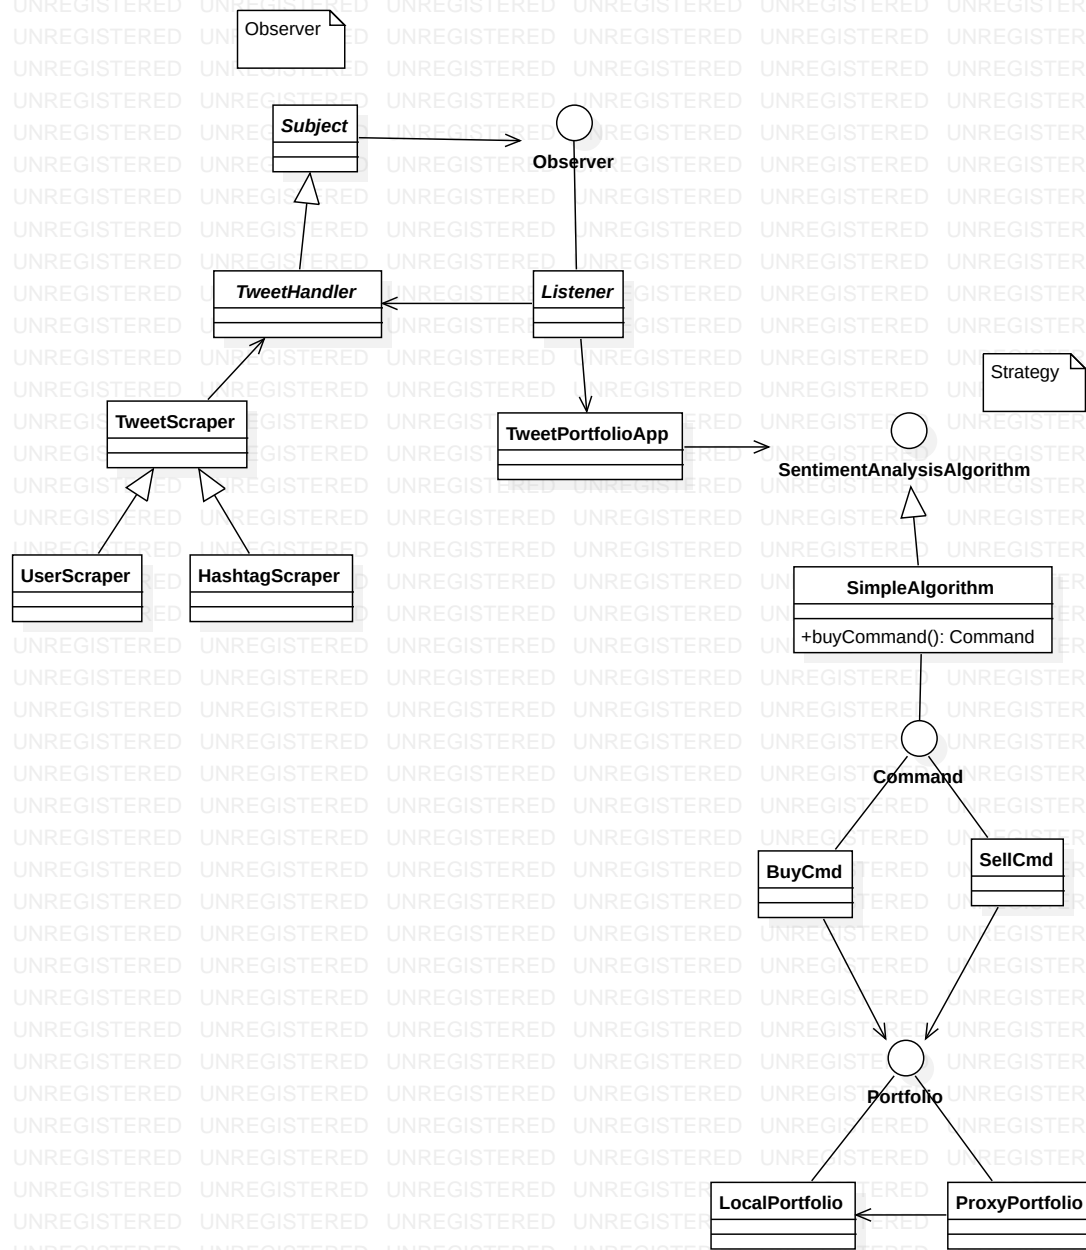 Observer
Subject
Observer
TweetHandler
Listener
Strategy
TweetScraper
TweetPortfolioApp
SentimentAnalysisAlgorithm
UserScraper
HashtagScraper
SimpleAlgorithm
+buyCommand(): Command
Command
BuyCmd
SellCmd
Portfolio
LocalPortfolio
ProxyPortfolio